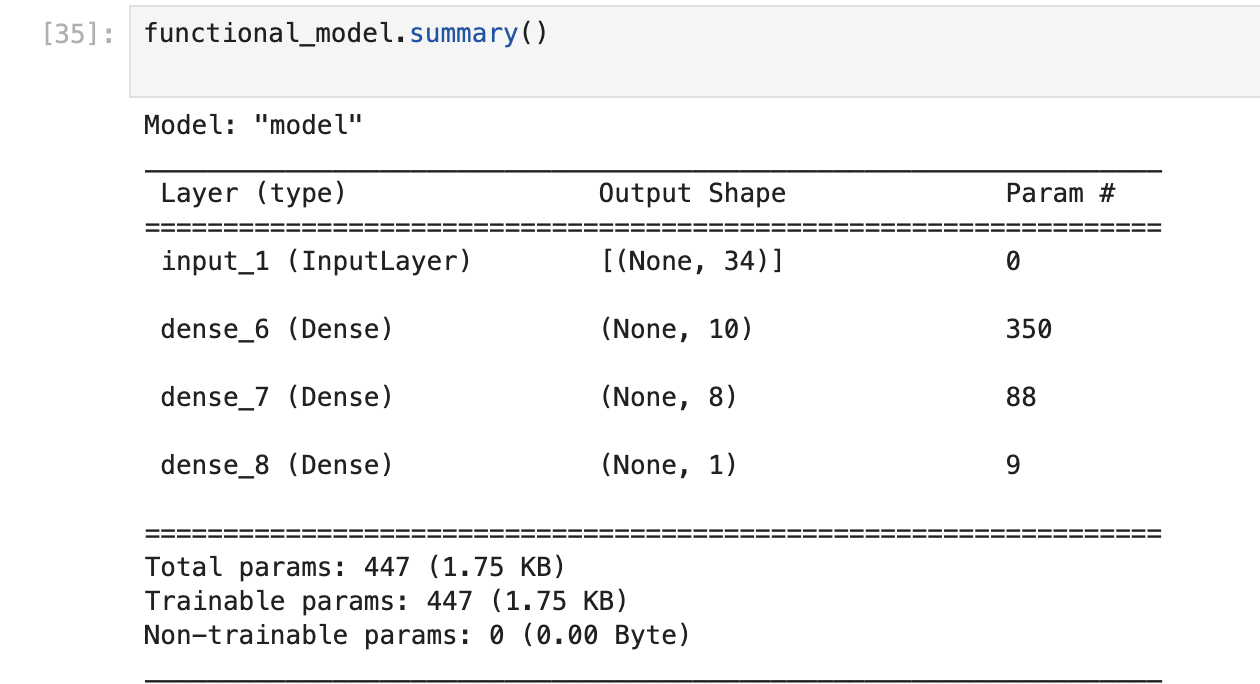 [35]: functional_model.summary()
Model: "model"
_________________________________________________________________
Layer (type) Output Shape Param #
=================================================================
input_1 (InputLayer) [(None, 34)] 0
dense_6 (Dense) (None, 10) 350
dense_7 (Dense) (None, 8) 88
dense_8 (Dense) (None, 1) 9
=================================================================
Total params: 447 (1.75 KB)
Trainable params: 447 (1.75 KB)
Non-trainable params: 0 (0.00 Byte)
_________________________________________________________________